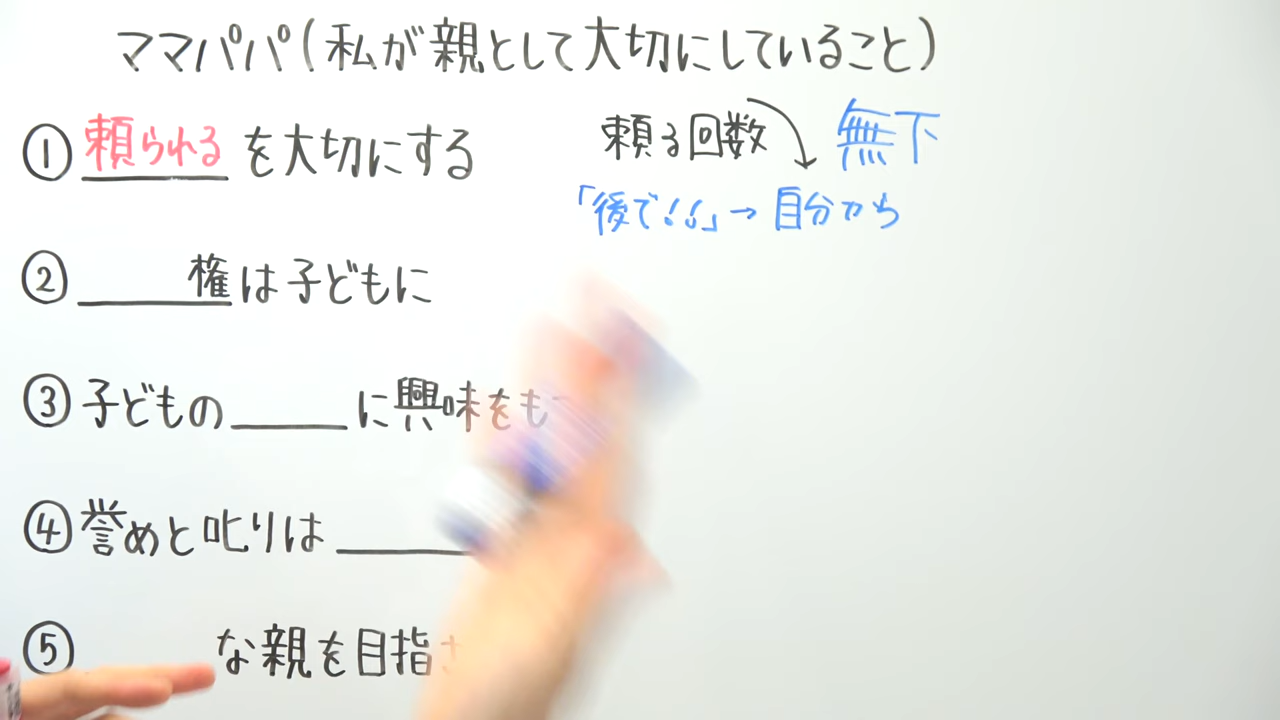 ママパパ(私が親として大切にしていること)
① 頼られる を大切にする
頼る回数 無下
「後で!!」→自分から
② 権は子どもに
③ 子どもの に興味をも
④ 誉めと叱りは
⑤ な親を目指